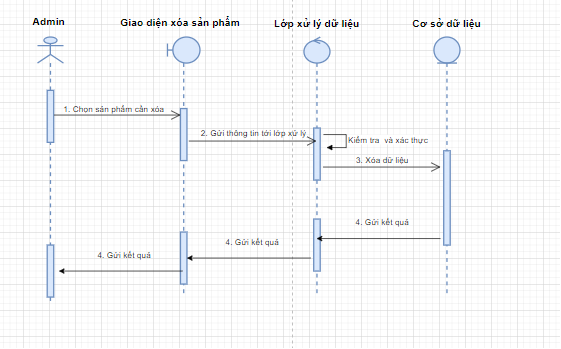 Admin
Giao diện xóa sản phẩm
Lớp xử lý dữ liệu
Cơ sở dữ liệu
1. Chọn sản phẩm cần xóa
2. Gửi thông tin tới lớp xử lý
Kiểm tra và xác thực
3. Xóa dữ liệu
4. Gửi kết quả
4. Gửi kết quả
4. Gửi kết quả